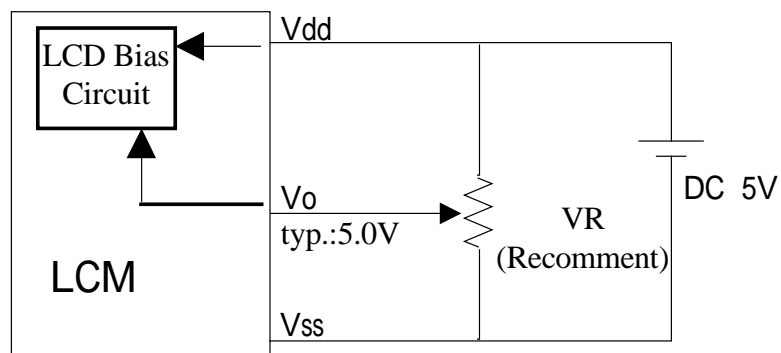 Vdd
LCD Bias
Circuit
DC 5V
Vo
typ.:5.0V
VR
(Recomment)
LCM
Vss